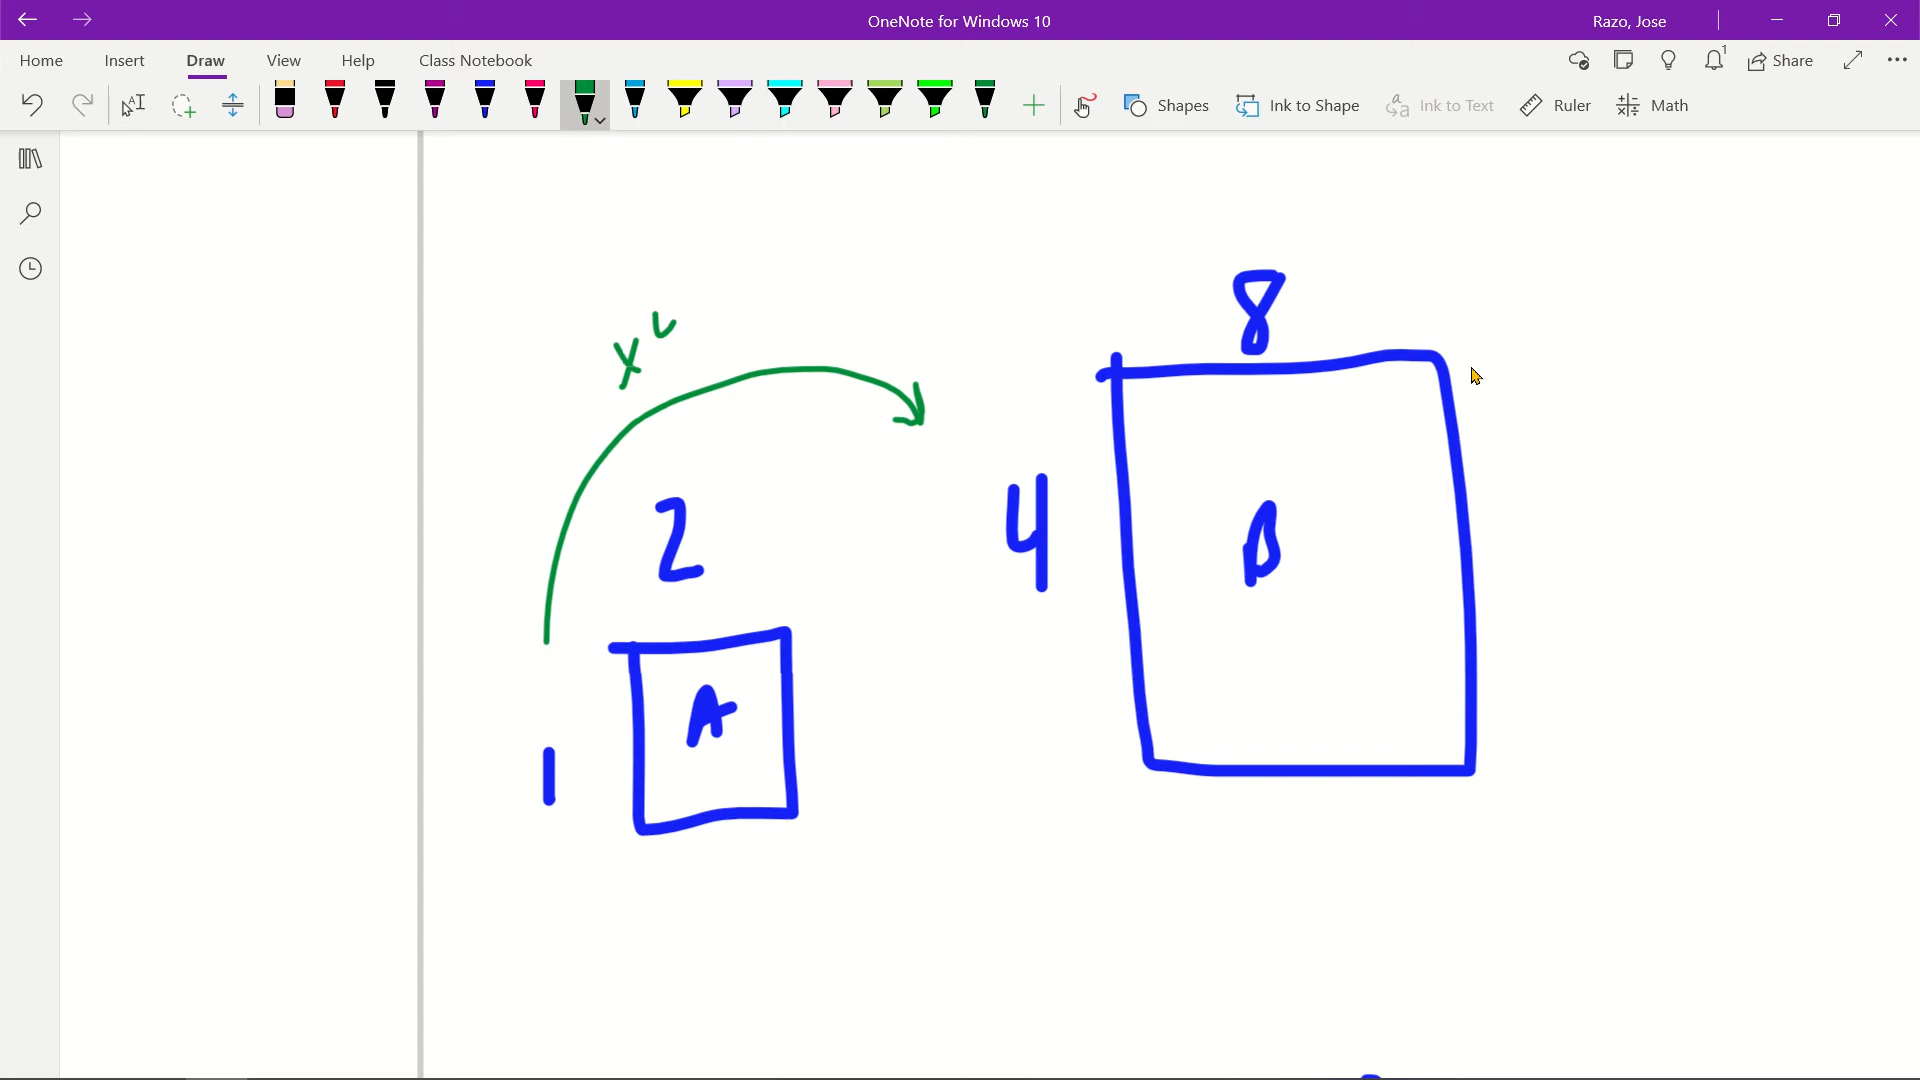 OneNote for Windows 10
Razo, Jose
Home Insert Draw View Help Class Notebook
1
Share
Shapes
Ink to Shape
Ink to Text
Ruler
Math
8
x
4
2
B
A
1